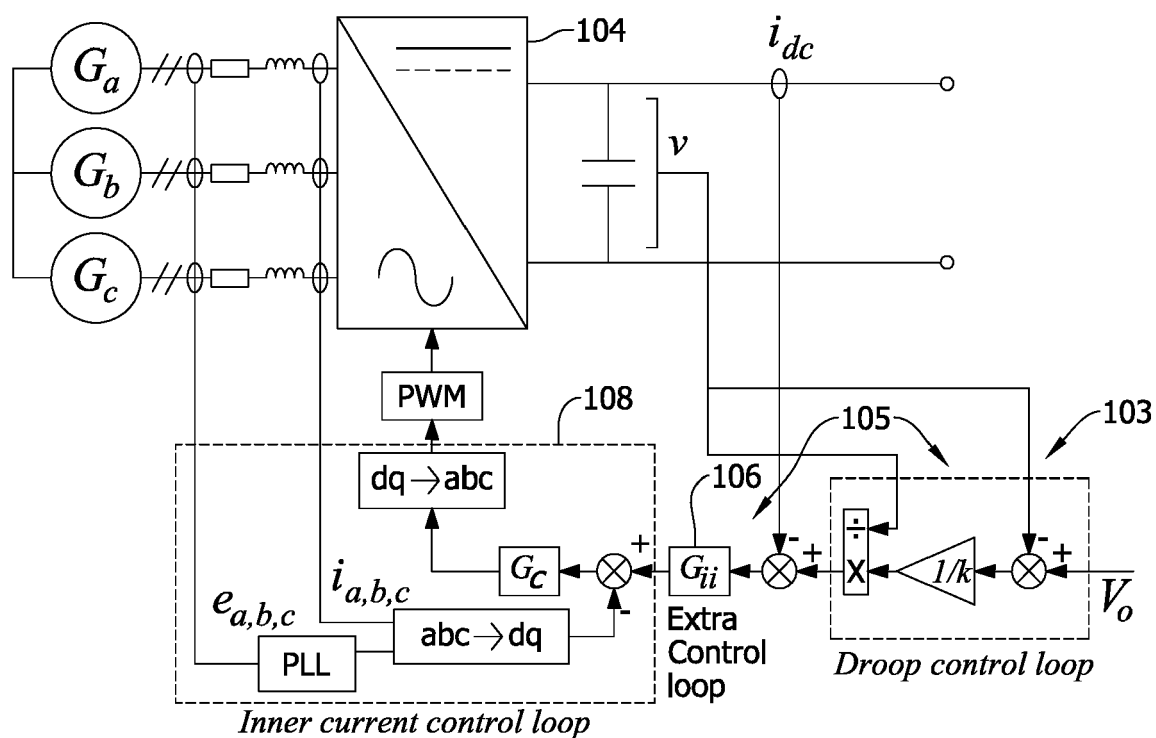 104
i_dc
G_a
G_b
G_c
v
PWM
108
dq→abc
105
103
106
÷
X
-
+
-
+
1/k
V_o
+
-
G_C
G_ii
i_a,b,c
e_a,b,c
abc→dq
PLL
Extra
Control
loop
Droop control loop
Inner current control loop